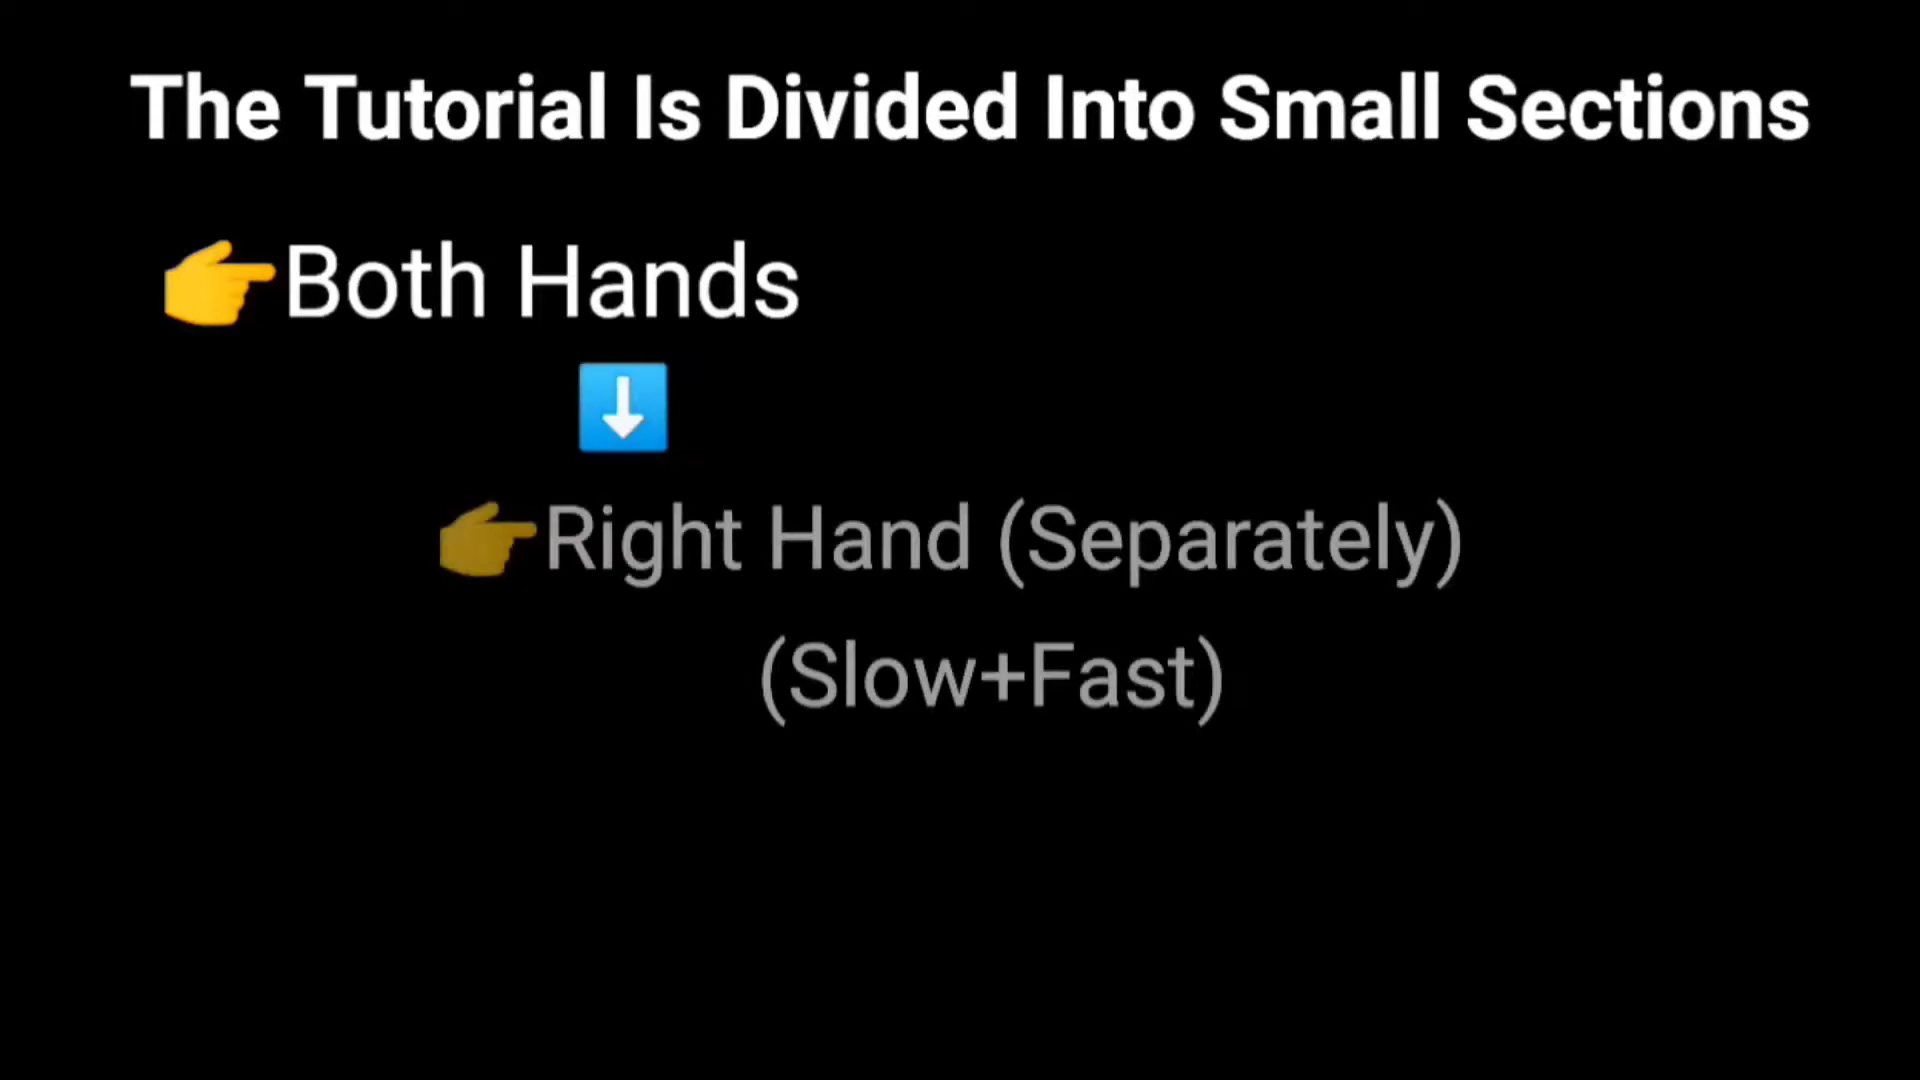 The Tutorial Is Divided Into Small Sections
👉Both Hands
⬇️
👉Right Hand (Separately)
(Slow+Fast)